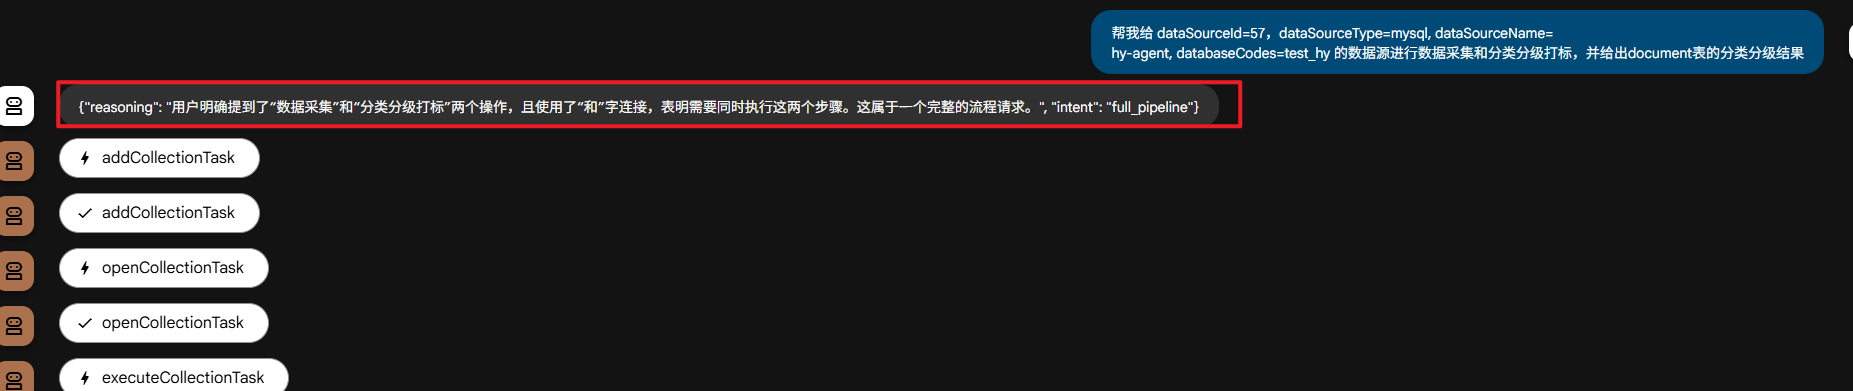 帮我给 dataSourceId=57，dataSourceType=mysql, dataSourceName=
hy-agent, databaseCodes=test_hy 的数据源进行数据采集和分类分级打标，并给出document表的分类分级结果
{"reasoning": "用户明确提到了“数据采集”和“分类分级打标”两个操作，且使用了“和”字连接，表明需要同时执行这两个步骤。这属于一个完整的流程请求。", "intent": "full_pipeline"}
addCollectionTask
addCollectionTask
openCollectionTask
openCollectionTask
executeCollectionTask